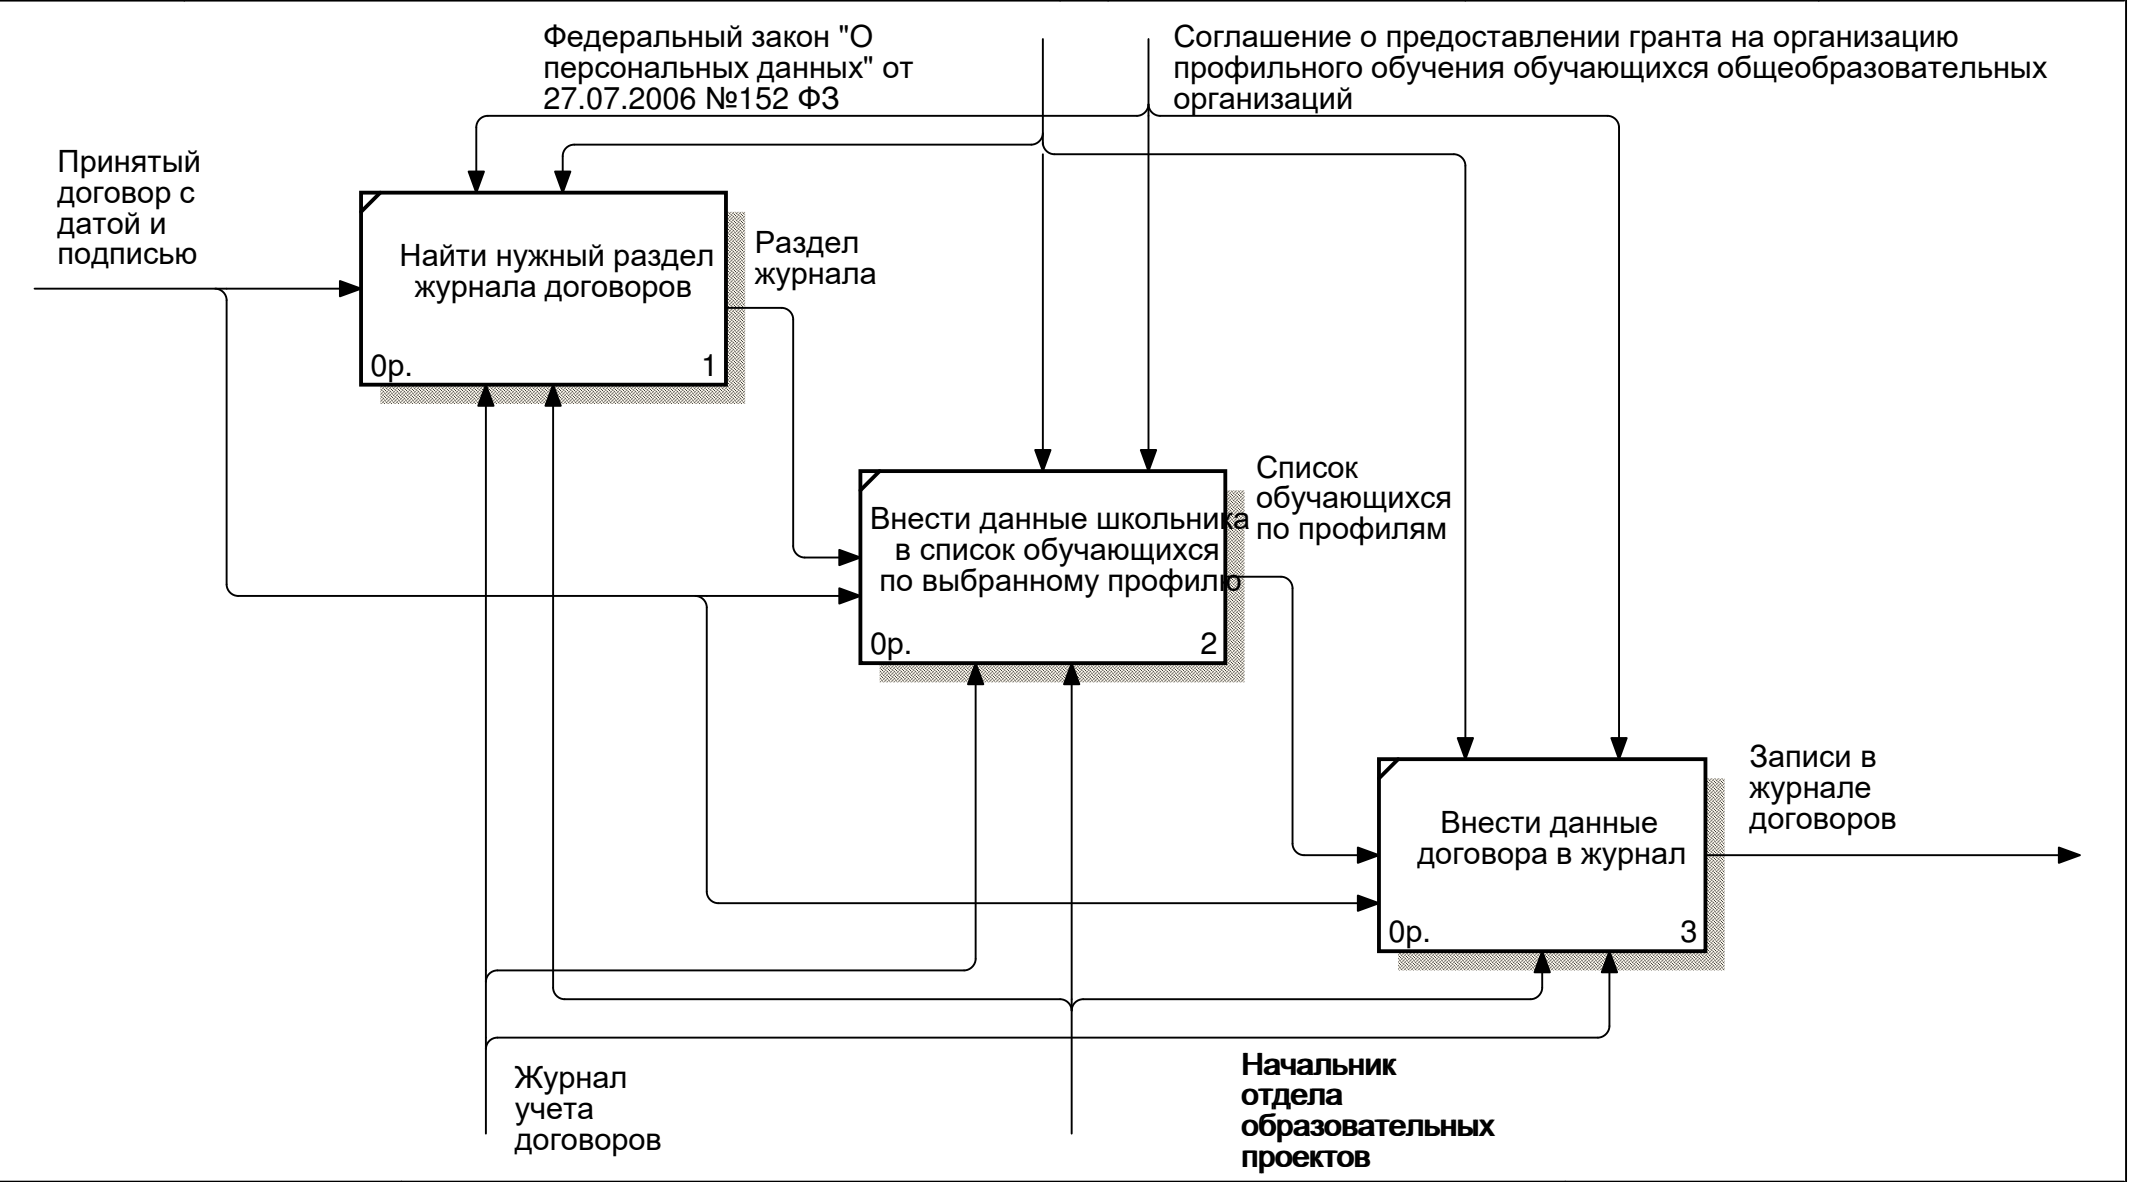 Федеральный закон "О
персональных данных" от
27.07.2006 №152 ФЗ
Соглашение о предоставлении гранта на организацию
профильного обучения обучающихся общеобразовательных
организаций
Принятый
договор с
датой и
подписью
Найти нужный раздел
журнала договоров
0р.
1
Раздел
журнала
Внести данные школьника
в список обучающихся
по выбранному профилю
0р.
2
Список
обучающихся
по профилям
Внести данные
договора в журнал
0р.
3
Записи в
журнале
договоров
Журнал
учета
договоров
Начальник
отдела
образовательных
проектов